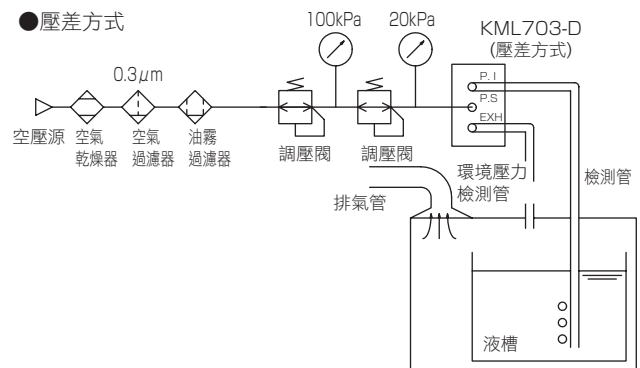 ●壓差方式
100kPa
20kPa
KML703-D
(壓差方式)
0.3μm
P. I
P.S
EXH
空壓源
空氣
乾燥器
空氣
過濾器
油霧
過濾器
調壓閥
調壓閥
環境壓力
檢測管
檢測管
排氣管
液槽